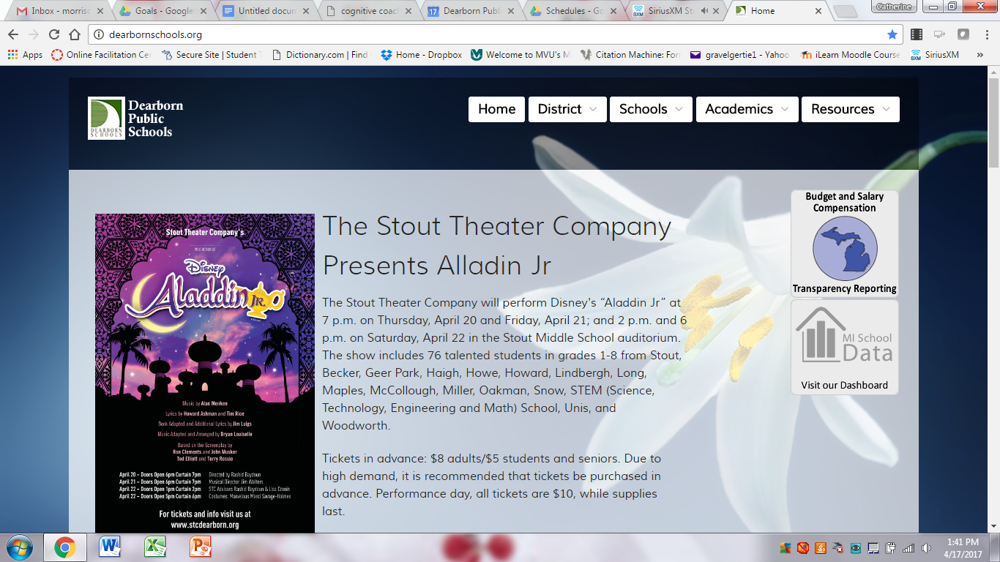 Inbox - morrisc
Goals - Google
Untitled docum
cognitive coach
17 Dearborn Publ
Schedules - Go
SXM SiriusXM Str
Home
Catherine
dearbornschools.org
Apps
Online Facilitation Cer
Secure Site | Student T
Dictionary.com | Find
Home - Dropbox
Welcome to MVU's M
Citation Machine: For
gravelgertie1 - Yahoo
iLearn Moodle Course
SXM SiriusXM
»
DEARBORN SCHOOLS
Dearborn
Public
Schools
Home
District
Schools
Academics
Resources
Stout Theater Company's
PRODUCTION OF
Disney
Aladdin JR.
Music by Alan Menken
Lyrics by Howard Ashman and Tim Rice
Book Adapted and Additional Lyrics by Jim Luigs
Music Adapted and Arranged by Bryan Louiselle
Based on the Screenplay by
Ron Clements and John Musker
Ted Elliott and Terry Rossio
April 20 – Doors Open 6pm Curtain 7pm Directed by Rashid Baydoun
April 21 – Doors Open 6pm Curtain 7pm Musical Director Jim Walters
April 22 – Doors Open 1pm Curtain 2pm STC Advisors Rashid Baydoun & Lisa Cronin
April 22 – Doors Open 5pm Curtain 6pm Costumes: Marvelous Marci Savage-Holmes
For tickets and info visit us at
www.stcdearborn.org
The Stout Theater Company
Presents Alladin Jr
The Stout Theater Company will perform Disney's “Aladdin Jr” at
7 p.m. on Thursday, April 20 and Friday, April 21; and 2 p.m. and 6
p.m. on Saturday, April 22 in the Stout Middle School auditorium.
The show includes 76 talented students in grades 1-8 from Stout,
Becker, Geer Park, Haigh, Howe, Howard, Lindbergh, Long,
Maples, McCollough, Miller, Oakman, Snow, STEM (Science,
Technology, Engineering and Math) School, Unis, and
Woodworth.
Tickets in advance: $8 adults/$5 students and seniors. Due to
high demand, it is recommended that tickets be purchased in
advance. Performance day, all tickets are $10, while supplies
last.
Budget and Salary
Compensation
Transparency Reporting
MI School
Data
Visit our Dashboard
1:41 PM
4/17/2017